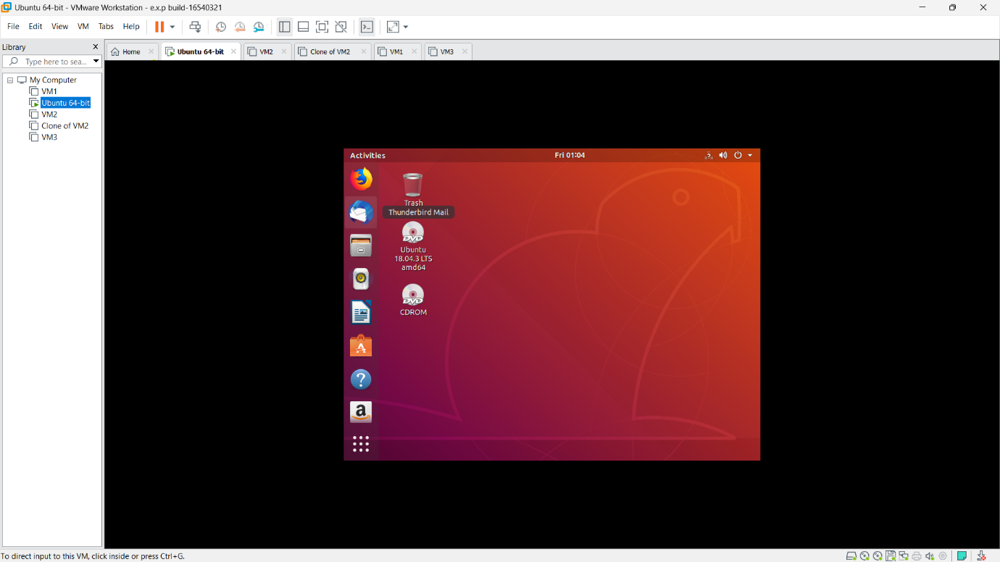 Ubuntu 64-bit - VMware Workstation - e.x.p build-16540321
File Edit View VM Tabs Help
Library
Type here to sea...
Home
Ubuntu 64-bit
VM2
Clone of VM2
VM1
VM3
My Computer
VM1
Ubuntu 64-bit
VM2
Clone of VM2
VM3
Activities
Fri 01:04
?
Trash
Thunderbird Mail
DVD
Ubuntu
18.04.3 LTS
amd64
DVD
CDROM
A
?
a
To direct input to this VM, click inside or press Ctrl+G.